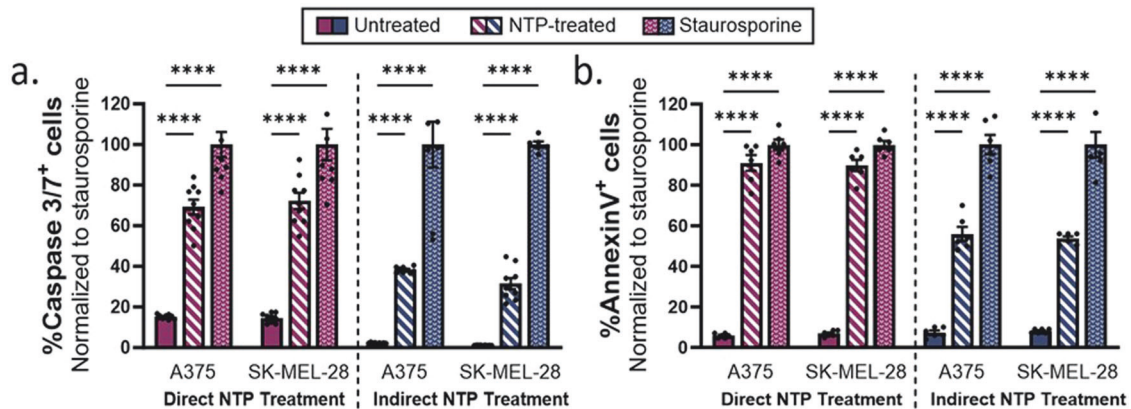 Untreated NTP-treated Staurosporine
a.
%Caspase 3/7+ cells
Normalized to staurosporine
120
100
80
60
40
20
0
**** ****
**** ****
**** ****
**** ****
A375 SK-MEL-28 A375 SK-MEL-28
Direct NTP Treatment Indirect NTP Treatment
b.
%AnnexinV+ cells
Normalized to staurosporine
120
100
80
60
40
20
0
**** ****
**** ****
**** ****
**** ****
A375 SK-MEL-28 A375 SK-MEL-28
Direct NTP Treatment Indirect NTP Treatment